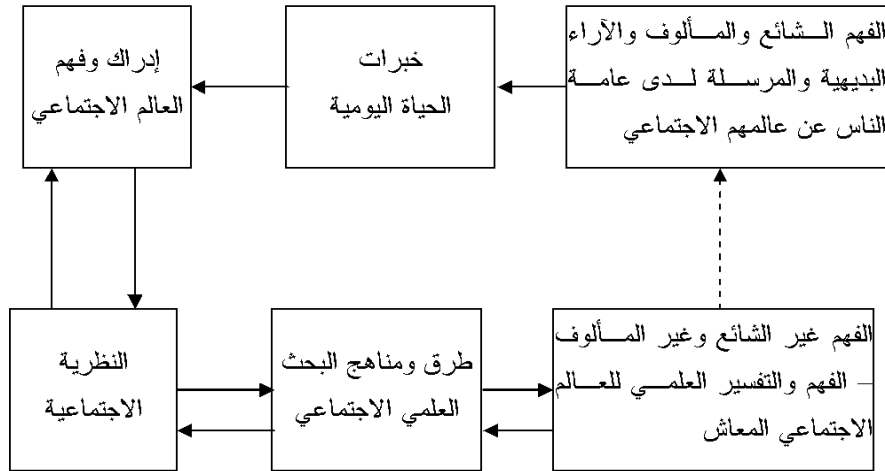 الفهم الشائع والمألوف والآراء
البديهية والمرسلة لدى عامة
الناس عن عالمهم الاجتماعي
خبرات
الحياة اليومية
إدراك وفهم
العالم الاجتماعي
الفهم غير الشائع وغير المألوف
– الفهم والتفسير العلمي للعالم
الاجتماعي المعاش
طرق ومناهج البحث
العلمي الاجتماعي
النظرية
الاجتماعية